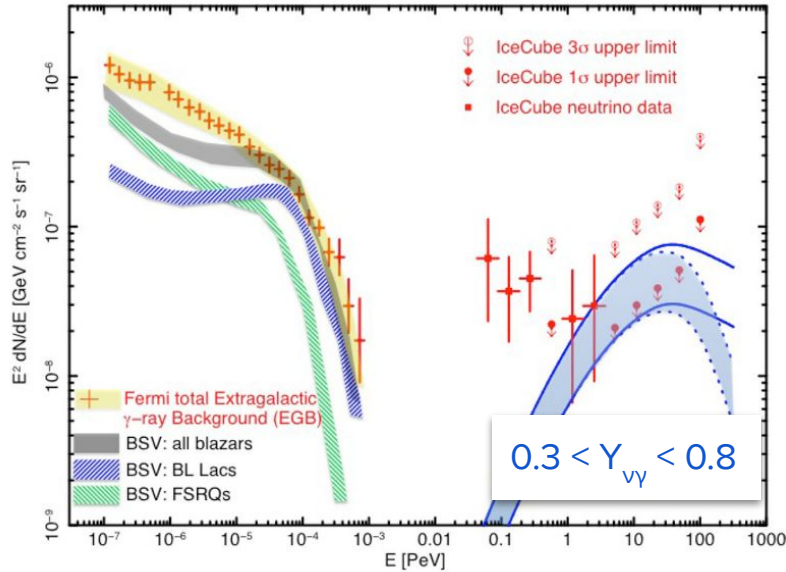 E² dN/dE [GeV cm⁻² s⁻¹ sr⁻¹]
10⁻⁶
10⁻⁷
10⁻⁸
10⁻⁹
IceCube 3σ upper limit
IceCube 1σ upper limit
IceCube neutrino data
Fermi total Extragalactic
γ-ray Background (EGB)
BSV: all blazars
BSV: BL Lacs
BSV: FSRQs
0.3 < Yνγ < 0.8
10⁻⁷ 10⁻⁶ 10⁻⁵ 10⁻⁴ 10⁻³ 0.01 0.1 1 10 100 1000
E [PeV]